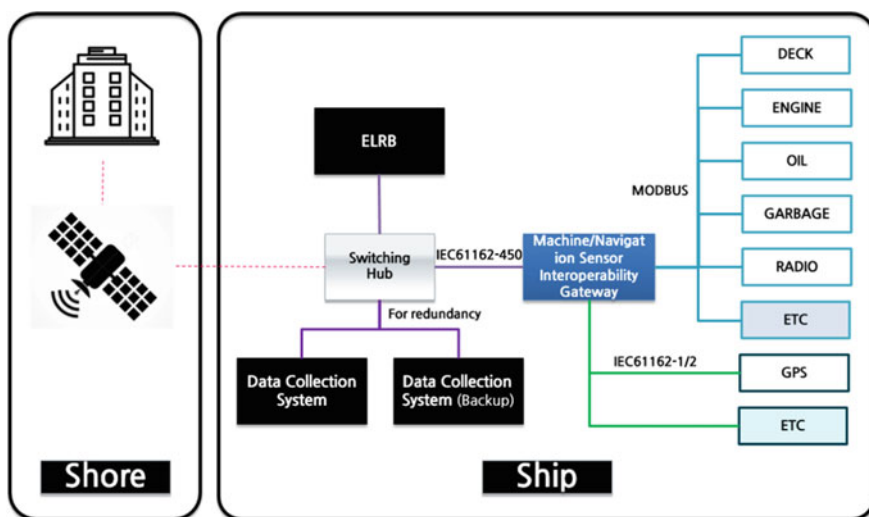 ELRB
Switching
Hub
IEC61162-450
Machine/Navigat
ion Sensor
Interoperability
Gateway
For redundancy
Data Collection
System
Data Collection
System (Backup)
MODBUS
DECK
ENGINE
OIL
GARBAGE
RADIO
ETC
IEC61162-1/2
GPS
ETC
Shore
Ship